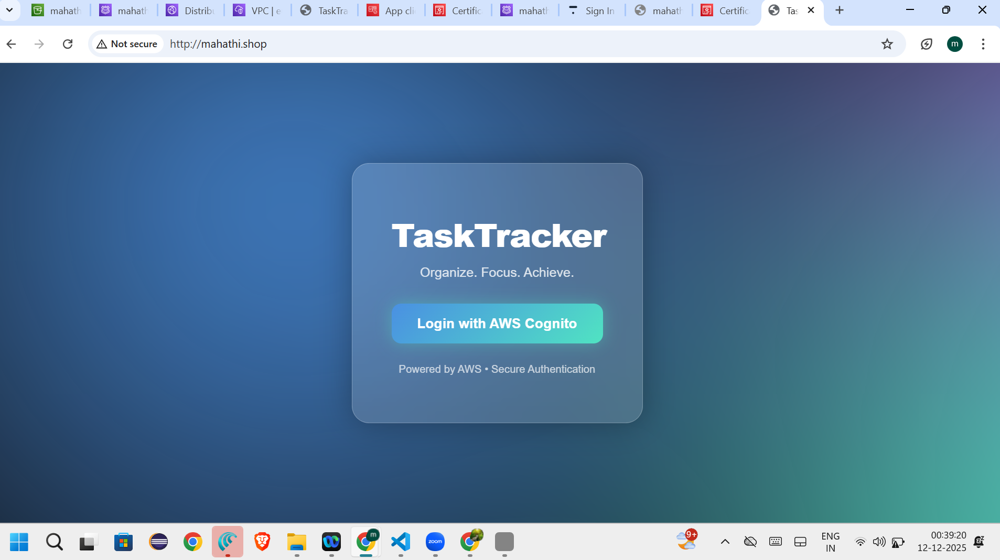 mahath
mahath
Distribu
VPC | e
TaskTra
App clie
Certific
mahath
Sign In
mahath
Certific
Tas
Not secure
http://mahathi.shop
m
TaskTracker
Organize. Focus. Achieve.
Login with AWS Cognito
Powered by AWS • Secure Authentication
m
zoom
9+
ENG
IN
00:39:20
12-12-2025